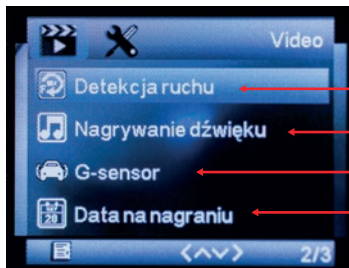 Video
Detekcja ruchu
Nagrywanie dźwięku
G-sensor
Data na nagraniu
2/3